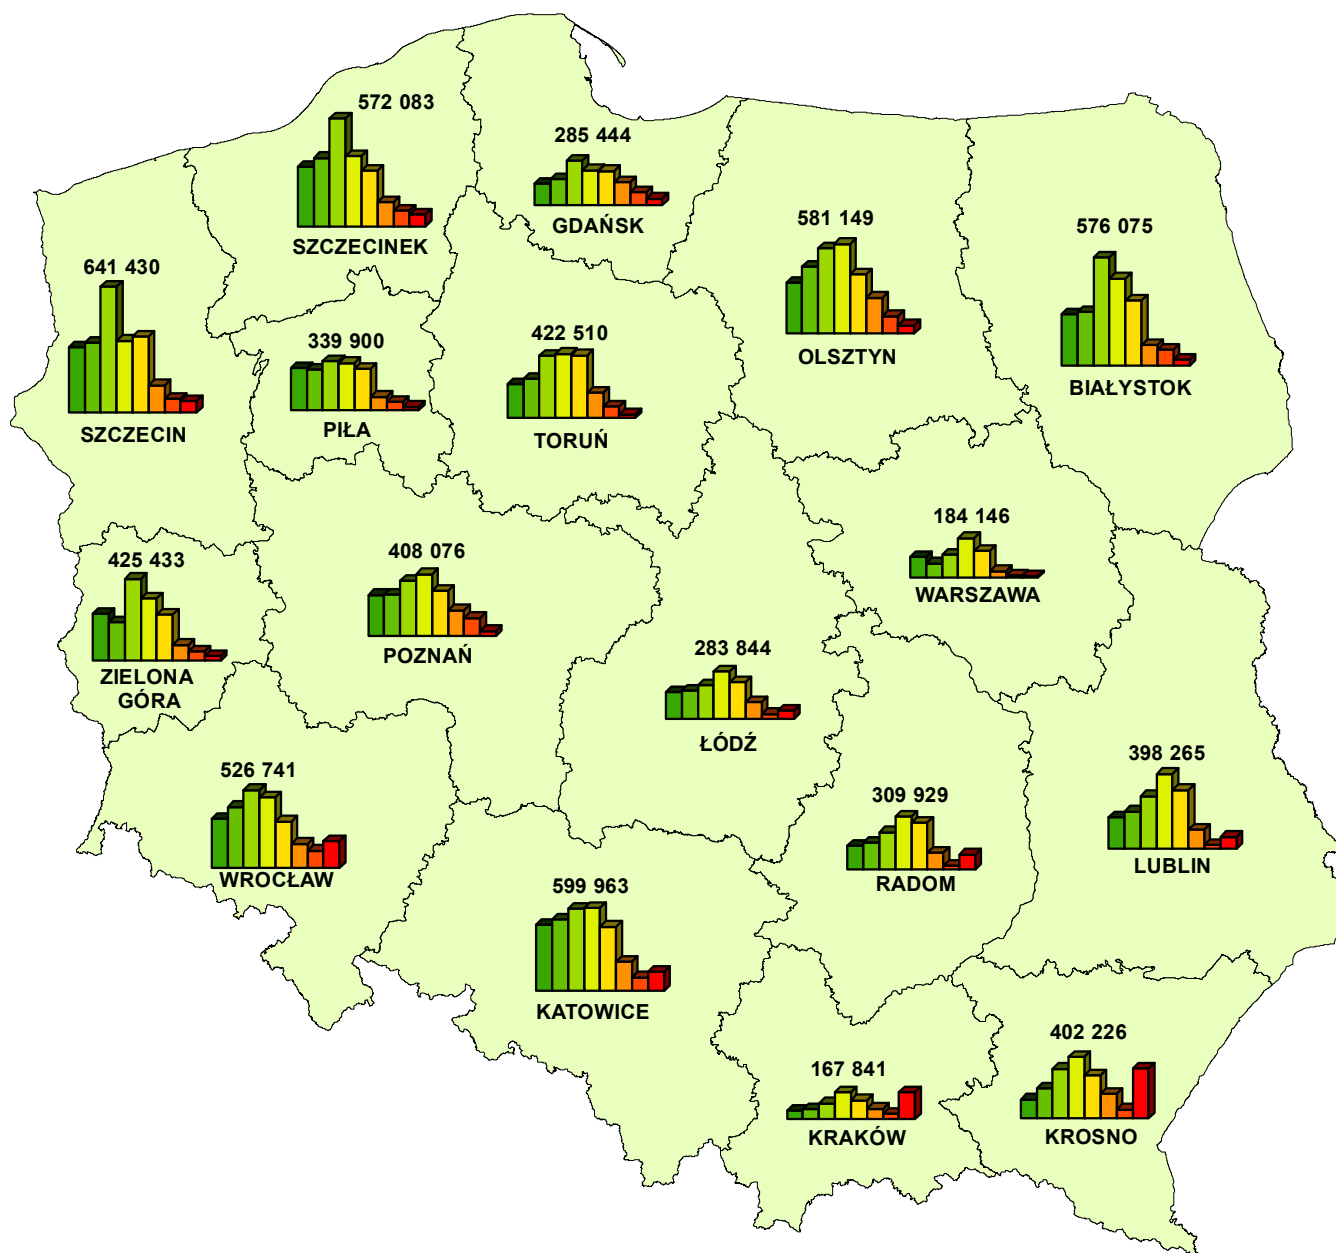 572 083
SZCZECINEK
285 444
GDAŃSK
581 149
OLSZTYN
576 075
BIAŁYSTOK
641 430
SZCZECIN
339 900
PIŁA
422 510
TORUŃ
184 146
WARSZAWA
425 433
ZIELONA
GÓRA
408 076
POZNAŃ
283 844
ŁÓDŹ
398 265
LUBLIN
526 741
WROCŁAW
309 929
RADOM
599 963
KATOWICE
167 841
KRAKÓW
402 226
KROSNO